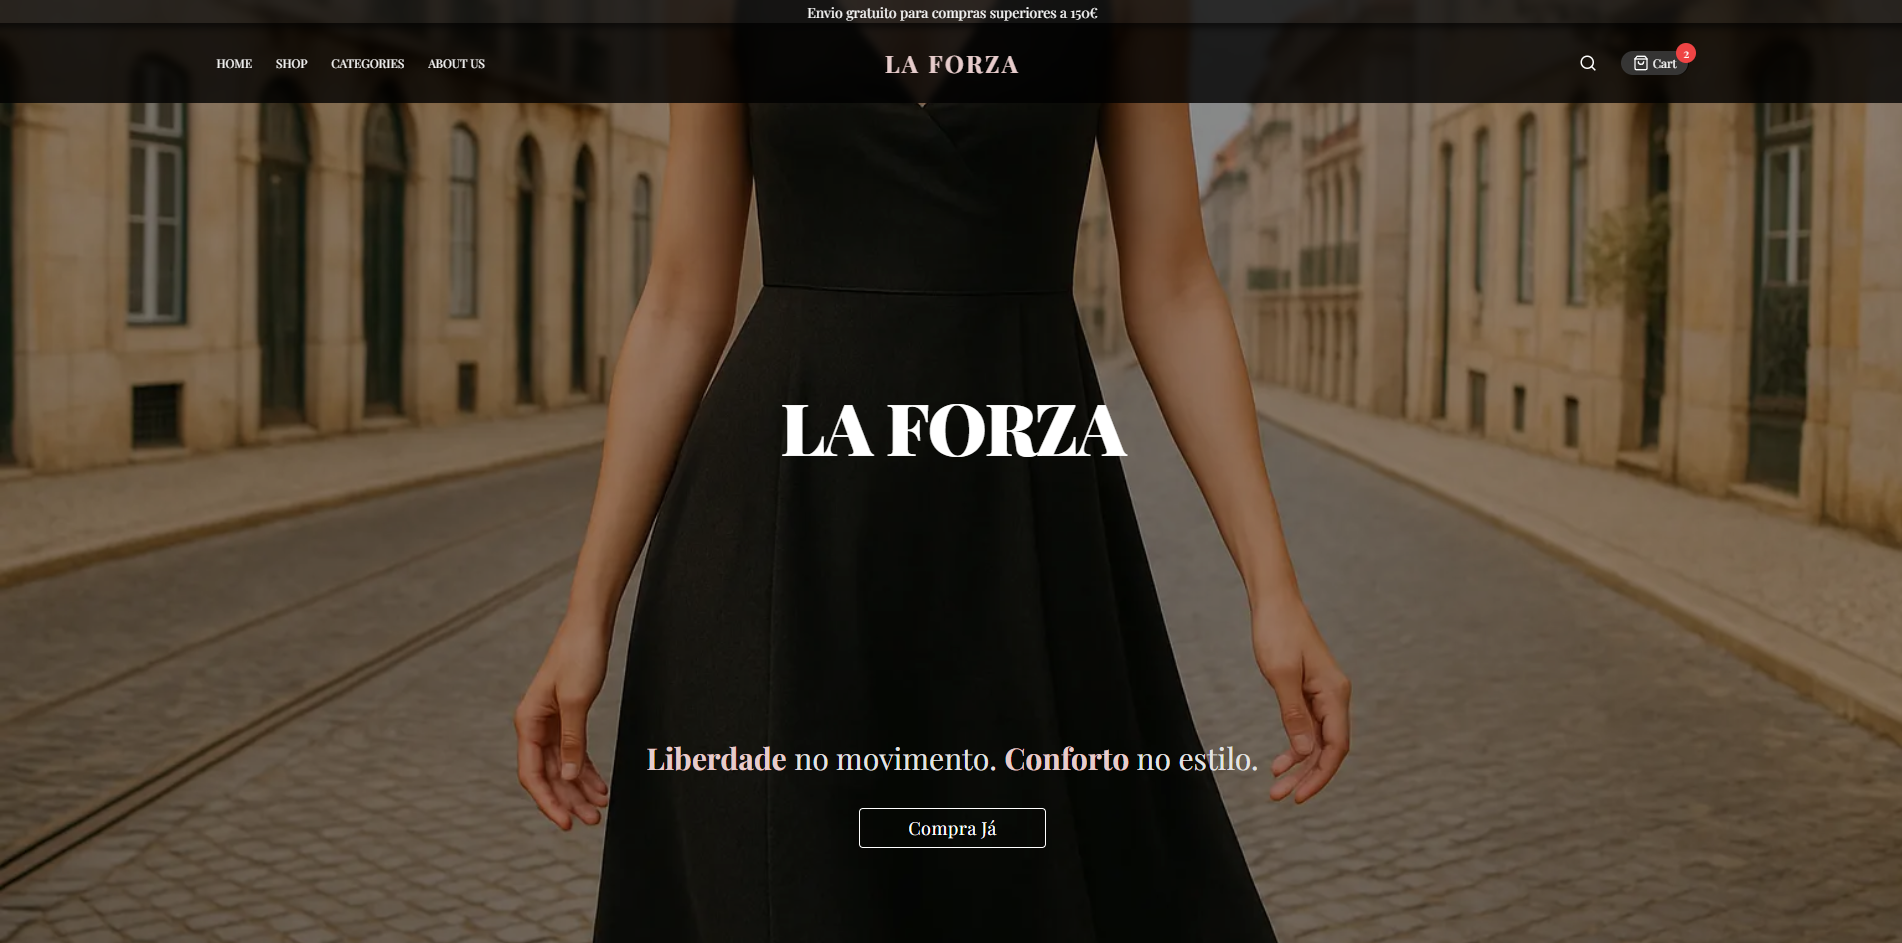 Envio gratuito para compras superiores a 150€
HOME SHOP CATEGORIES ABOUT US
LA FORZA
Cart
2
LA FORZA
Liberdade no movimento. Conforto no estilo.
Compra Já